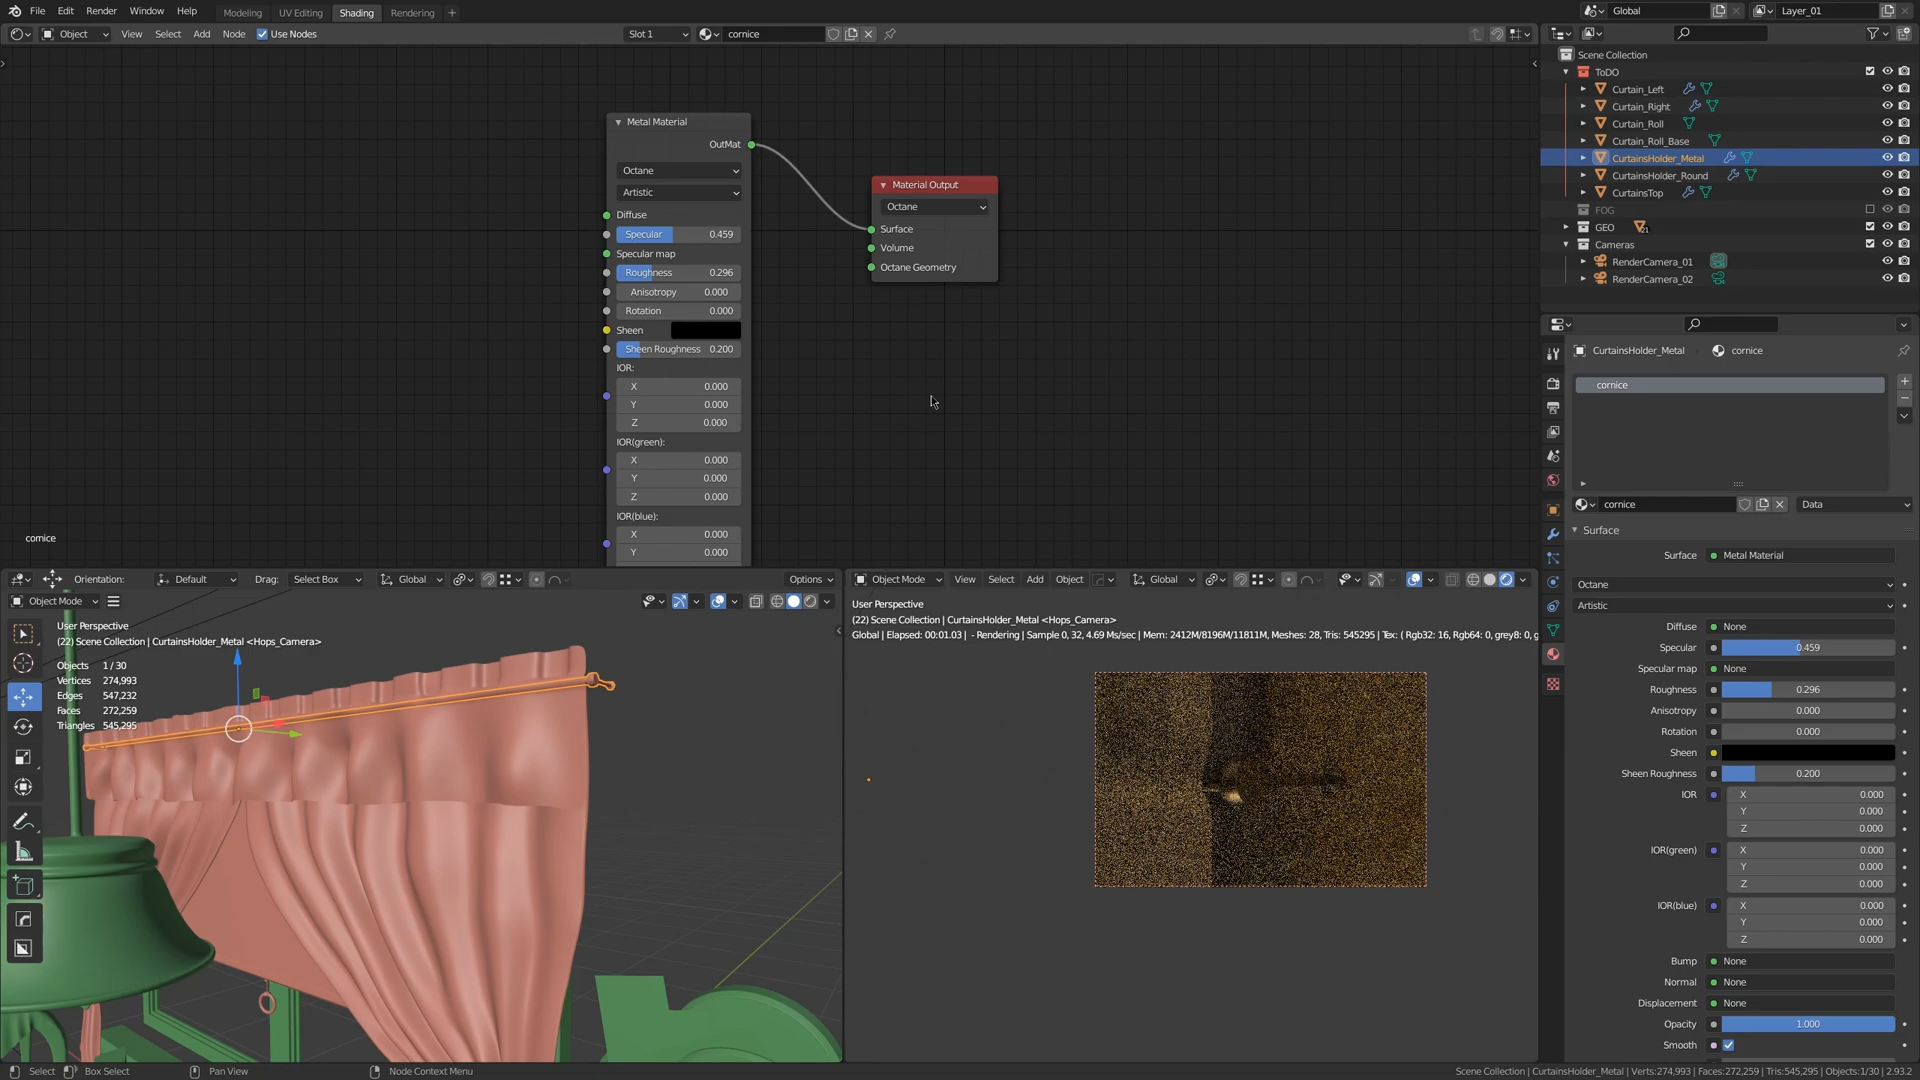 File Edit Render Window Help Modeling UV Editing Shading Rendering + Global Layer_01
Object View Select Add Node Use Nodes Slot 1 cornice
Metal Material
OutMat
Octane
Artistic
Diffuse
Specular 0.459
Specular map
Roughness 0.296
Anisotropy 0.000
Rotation 0.000
Sheen
Sheen Roughness 0.200
IOR:
X 0.000
Y 0.000
Z 0.000
IOR(green):
X 0.000
Y 0.000
Z 0.000
IOR(blue):
X 0.000
Y 0.000
Material Output
Octane
Surface
Volume
Octane Geometry
cornice
Scene Collection
ToDO
Curtain_Left
Curtain_Right
Curtain_Roll
Curtain_Roll_Base
CurtainsHolder_Metal
CurtainsHolder_Round
CurtainsTop
FOG
GEO 21
Cameras
RenderCamera_01
RenderCamera_02
CurtainsHolder_Metal cornice
cornice
cornice Data
Surface
Surface Metal Material
Octane
Artistic
Diffuse None
Specular 0.459
Specular map None
Roughness 0.296
Anisotropy 0.000
Rotation 0.000
Sheen
Sheen Roughness 0.200
IOR X 0.000
Y 0.000
Z 0.000
IOR(green) X 0.000
Y 0.000
Z 0.000
IOR(blue) X 0.000
Y 0.000
Z 0.000
Bump None
Normal None
Displacement None
Opacity 1.000
Smooth
Orientation: Default Drag: Select Box Global Options
Object Mode
User Perspective
(22) Scene Collection | CurtainsHolder_Metal <Hops_Camera>
Objects 1 / 30
Vertices 274,993
Edges 547,232
Faces 272,259
Triangles 545,295
Object Mode View Select Add Object Global
User Perspective
(22) Scene Collection | CurtainsHolder_Metal <Hops_Camera>
Global | Elapsed: 00:01.03 | - Rendering | Sample 0, 32, 4.69 Ms/sec | Mem: 2412M/8196M/11811M, Meshes: 28, Tris: 545295 | Tex: ( Rgb32: 16, Rgb64: 0, grey8: 0, g
Select Box Select Pan View Node Context Menu
Scene Collection | CurtainsHolder_Metal | Verts:274,993 | Faces:272,259 | Tris:545,295 | Objects:1/30 | 2.93.2